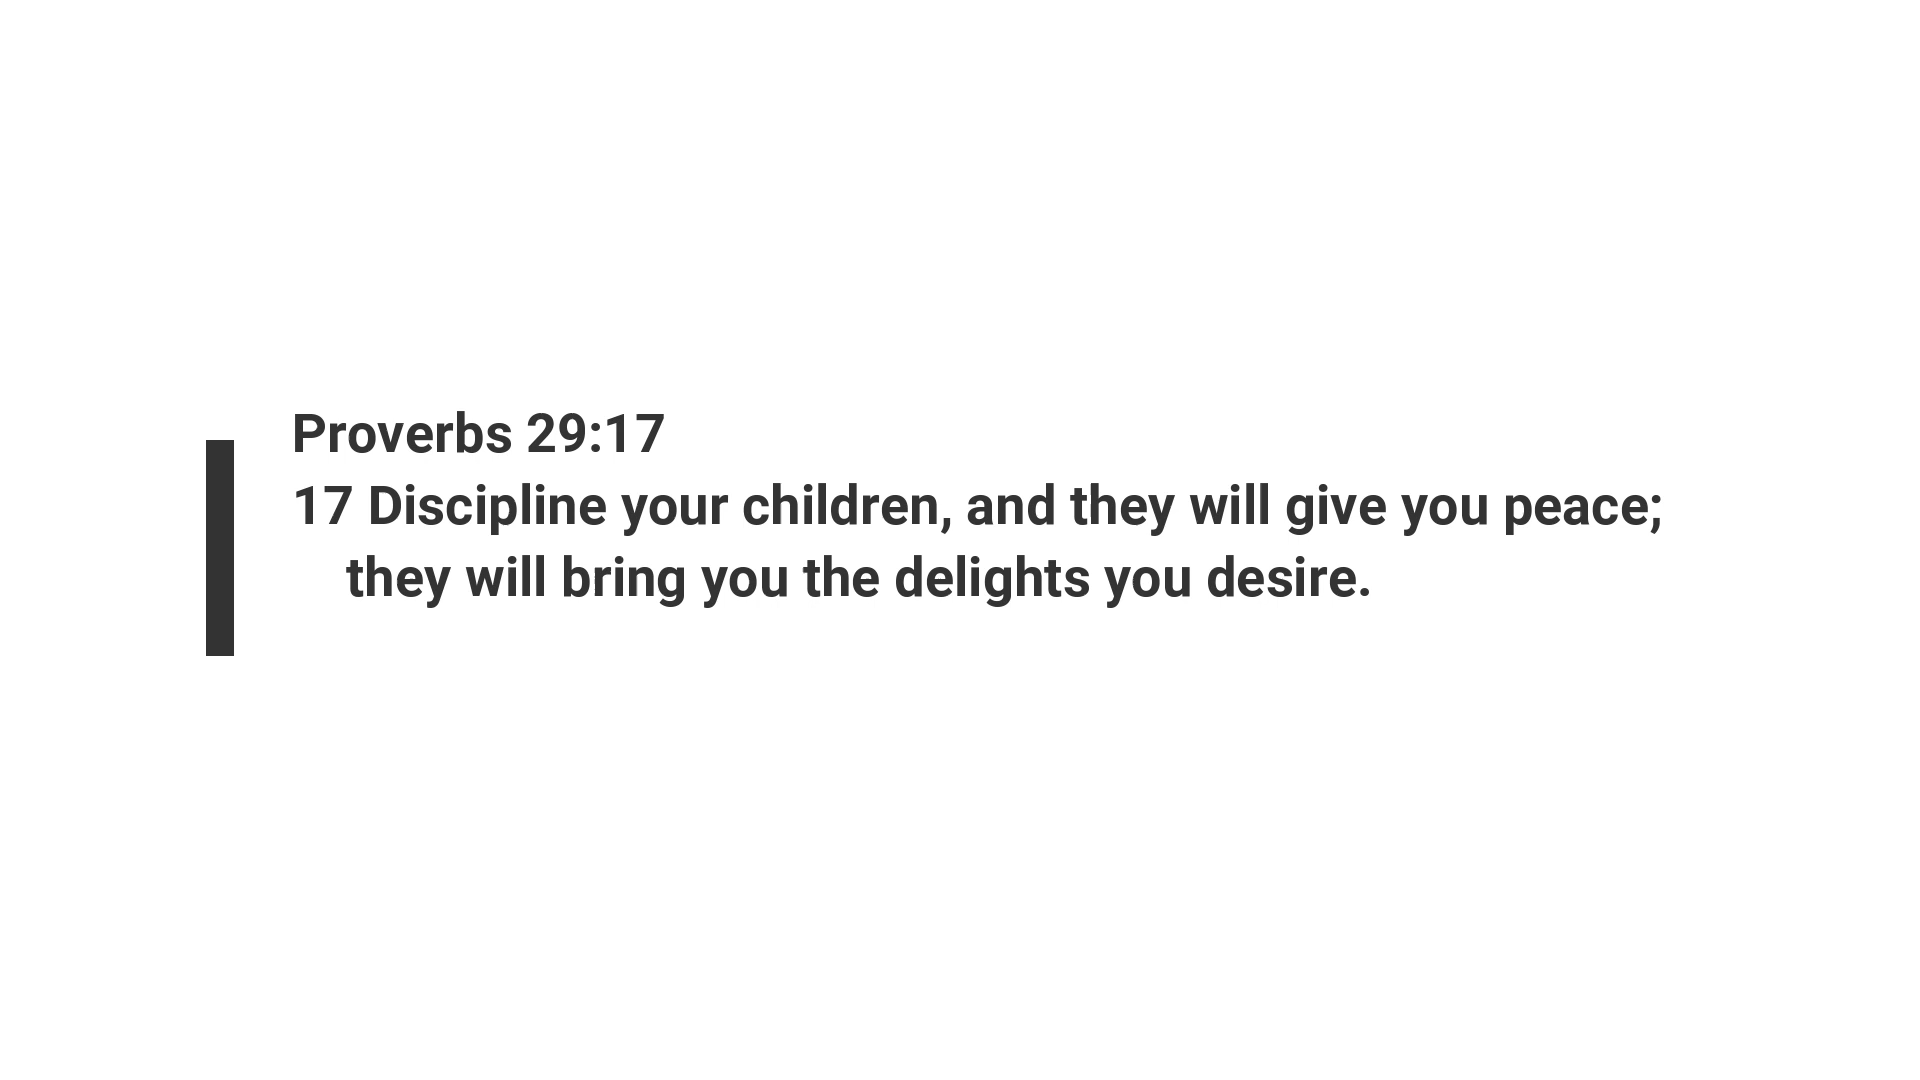 Proverbs 29:17
17 Discipline your children, and they will give you peace;
they will bring you the delights you desire.